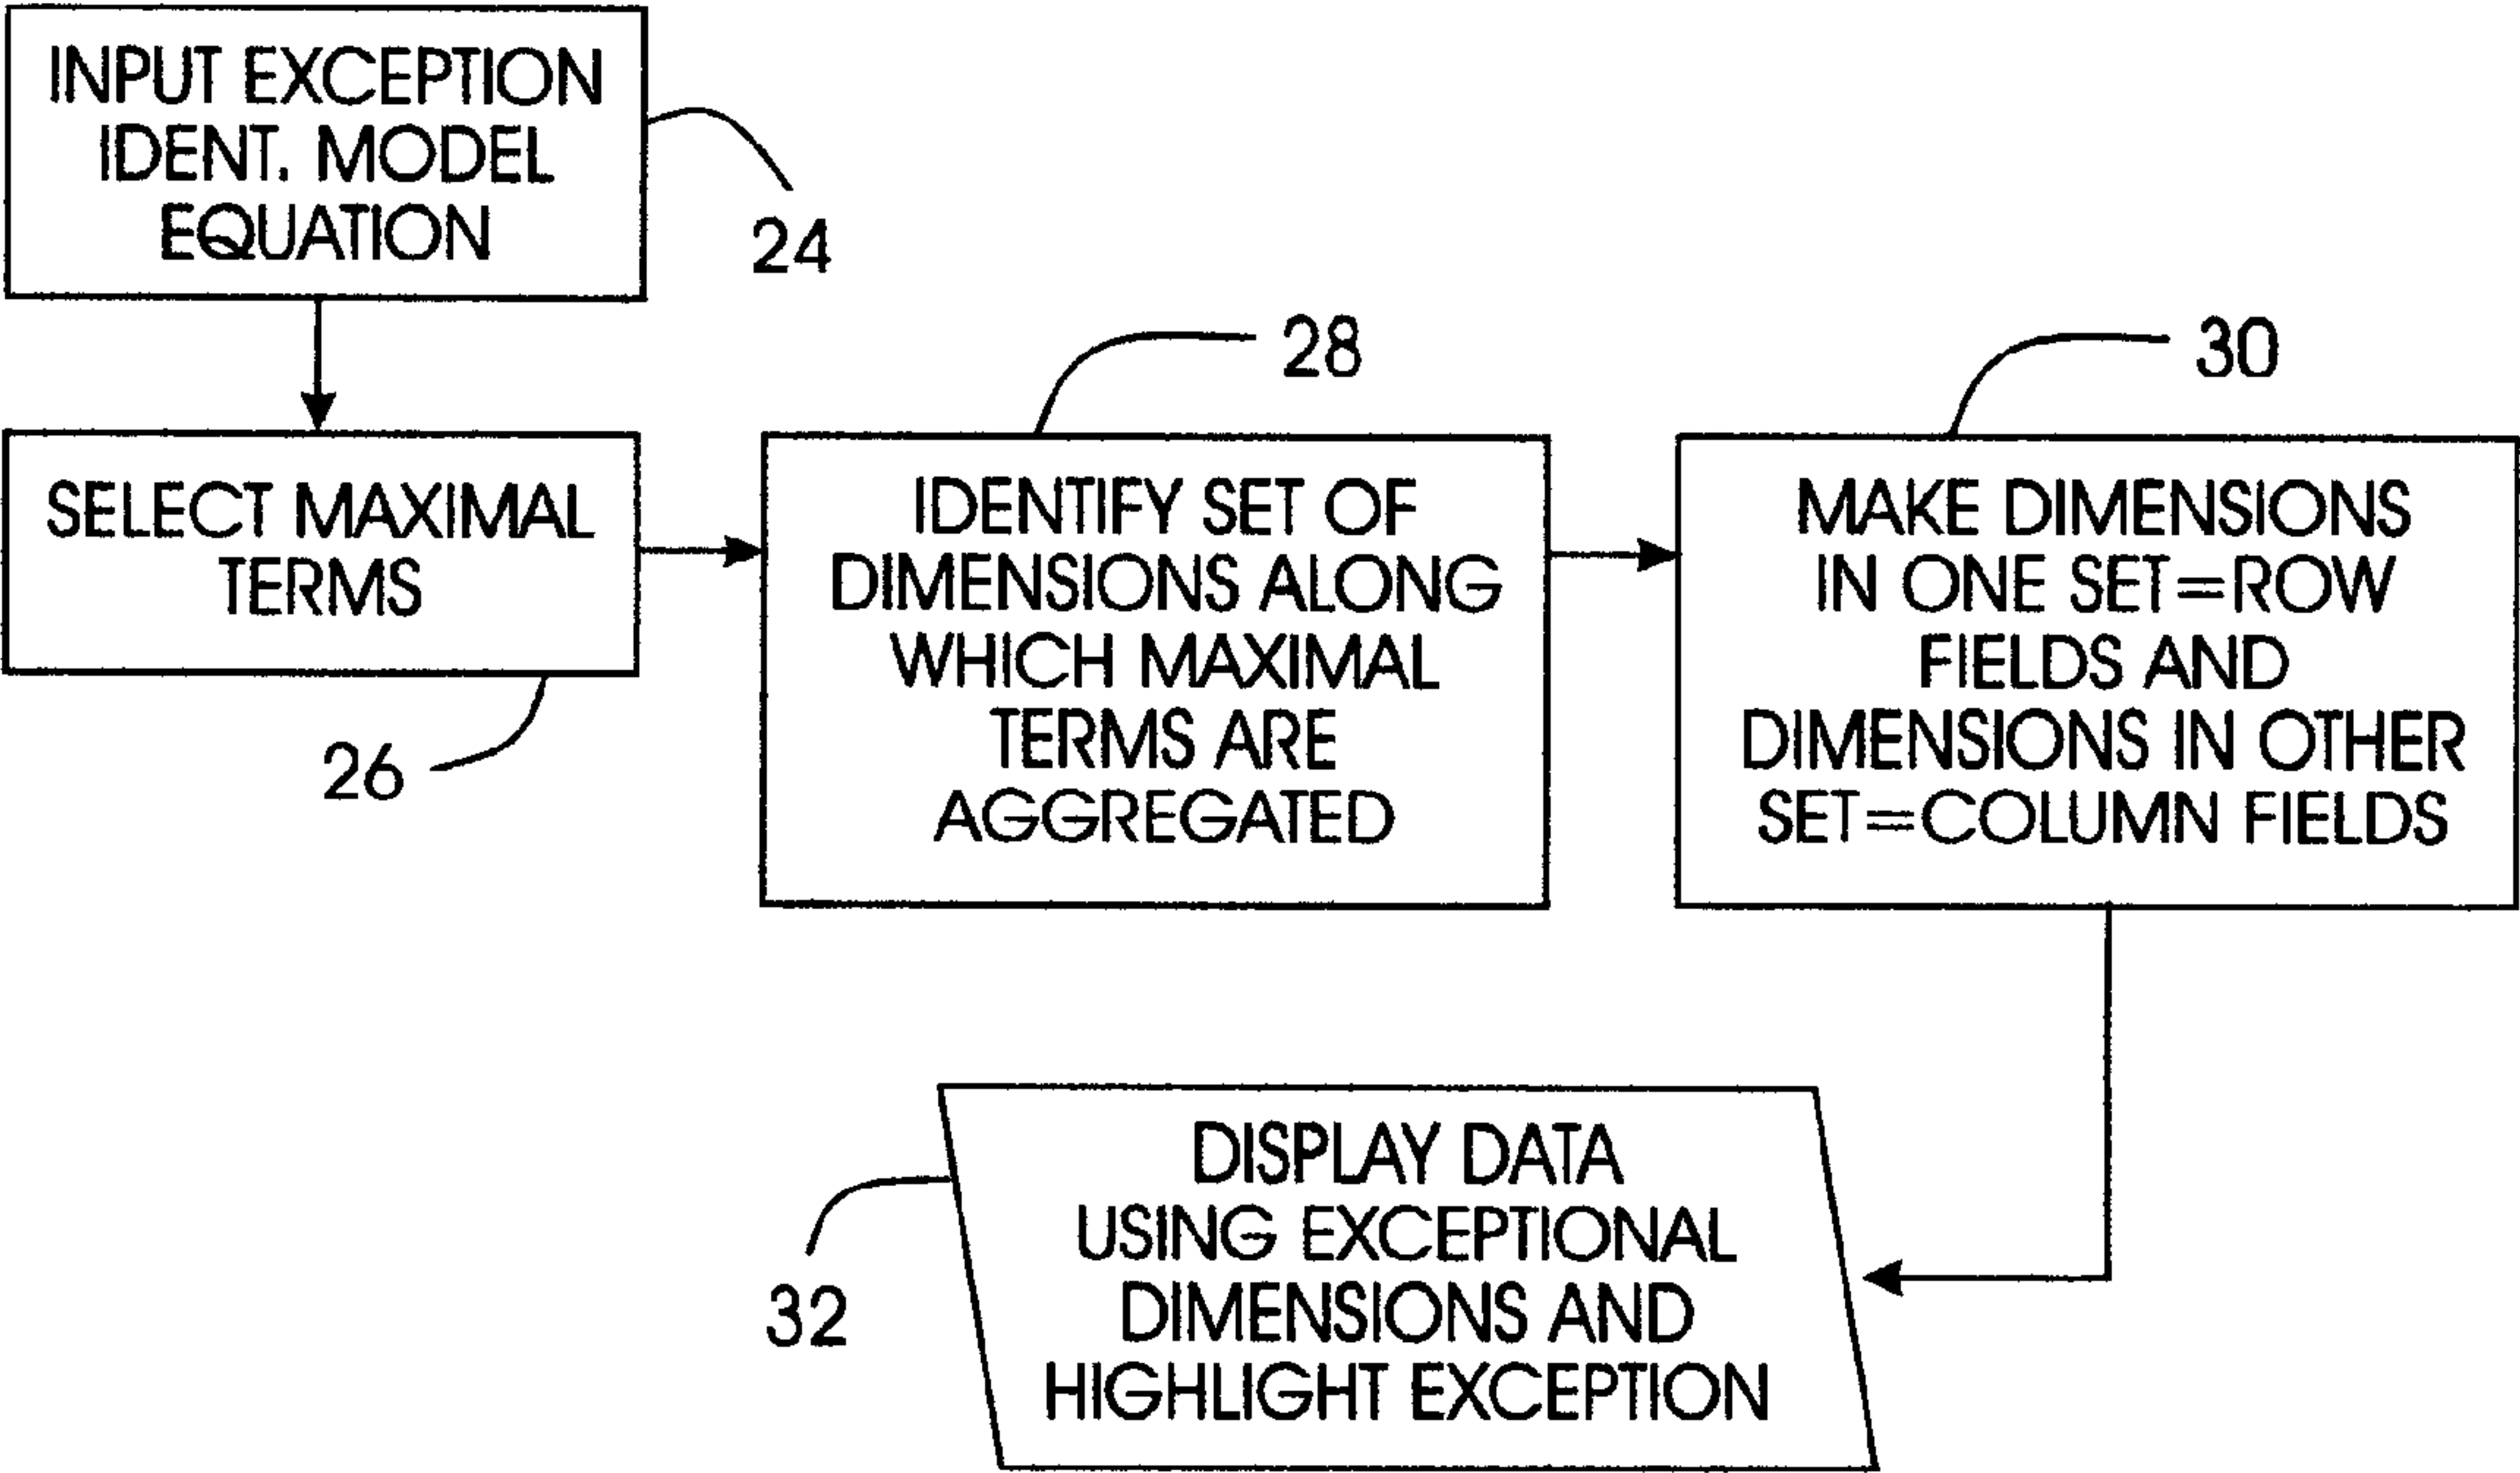 INPUT EXCEPTION
IDENT. MODEL
EQUATION
24
SELECT MAXIMAL
TERMS
26
28
IDENTIFY SET OF
DIMENSIONS ALONG
WHICH MAXIMAL
TERMS ARE
AGGREGATED
30
MAKE DIMENSIONS
IN ONE SET=ROW
FIELDS AND
DIMENSIONS IN OTHER
SET=COLUMN FIELDS
DISPLAY DATA
USING EXCEPTIONAL
DIMENSIONS AND
HIGHLIGHT EXCEPTION
32